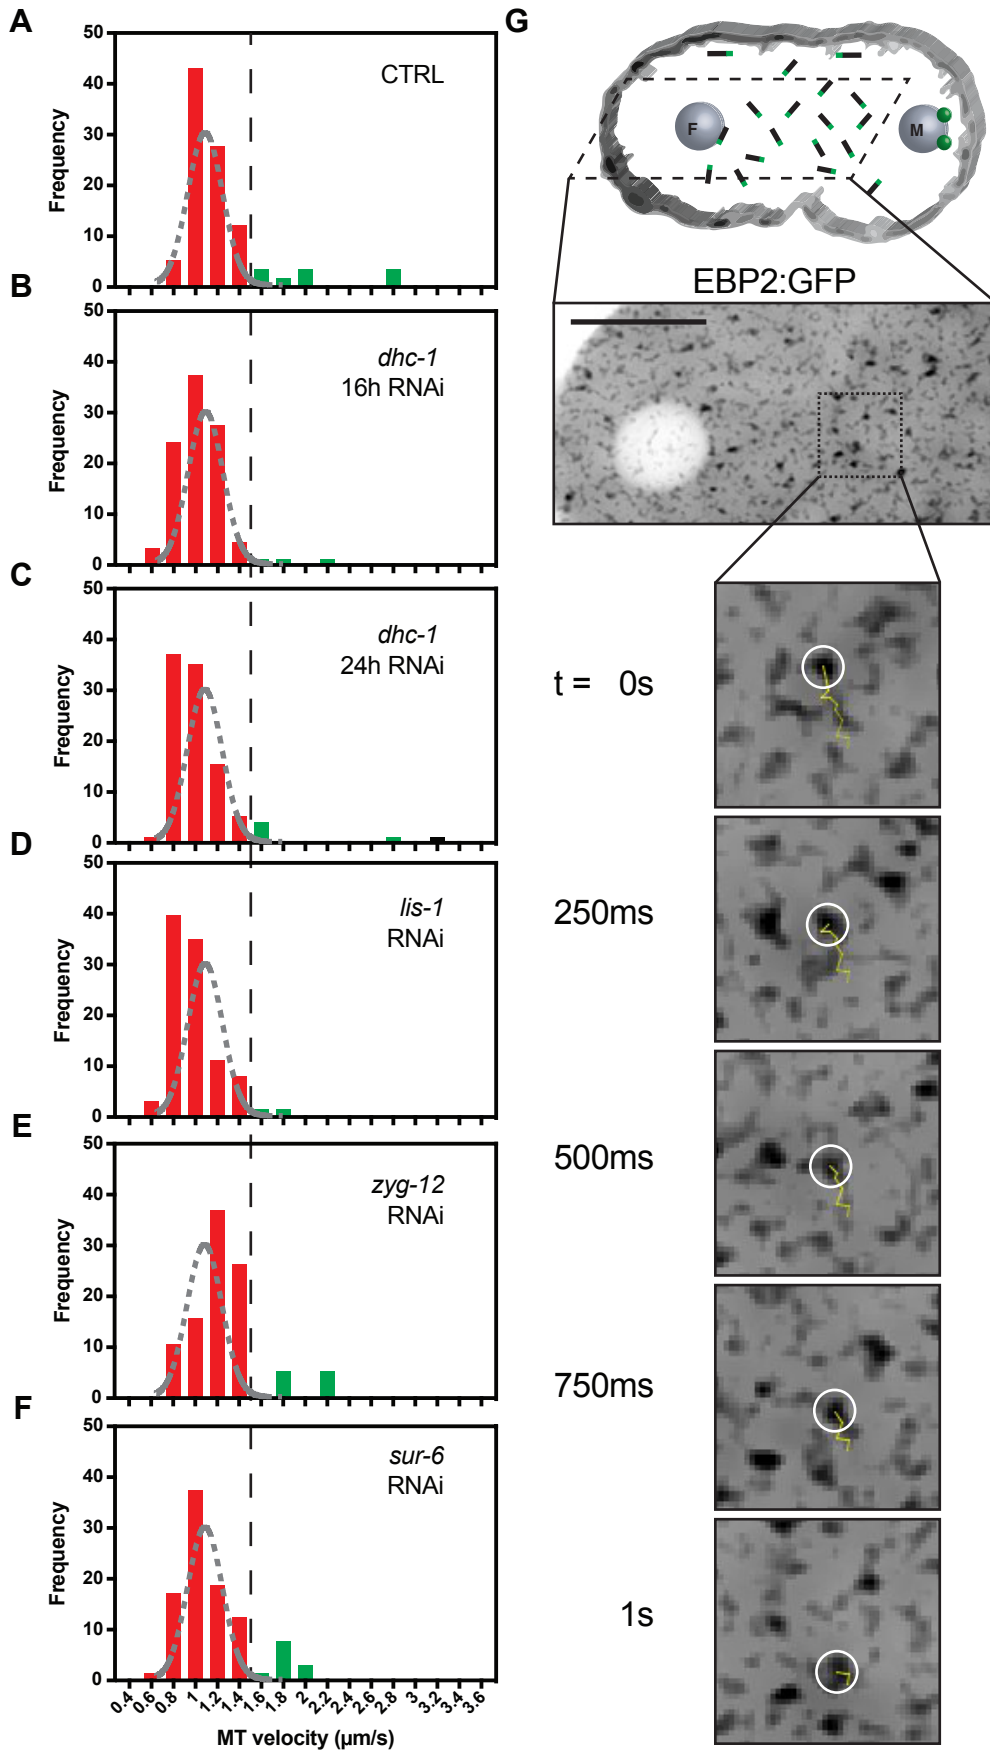 A
50
40
30
20
10
0
Frequency
CTRL
B
50
40
30
20
10
0
Frequency
dhc-1
16h RNAi
C
50
40
30
20
10
0
Frequency
dhc-1
24h RNAi
D
50
40
30
20
10
0
Frequency
lis-1
RNAi
E
50
40
30
20
10
0
Frequency
zyg-12
RNAi
F
50
40
30
20
10
0
Frequency
sur-6
RNAi
0.4 0.6 0.8 1 1.2 1.4 1.6 1.8 2 2.2 2.4 2.6 2.8 3 3.2 3.4 3.6
MT velocity (µm/s)
G
F
M
EBP2:GFP
t = 0s
250ms
500ms
750ms
1s